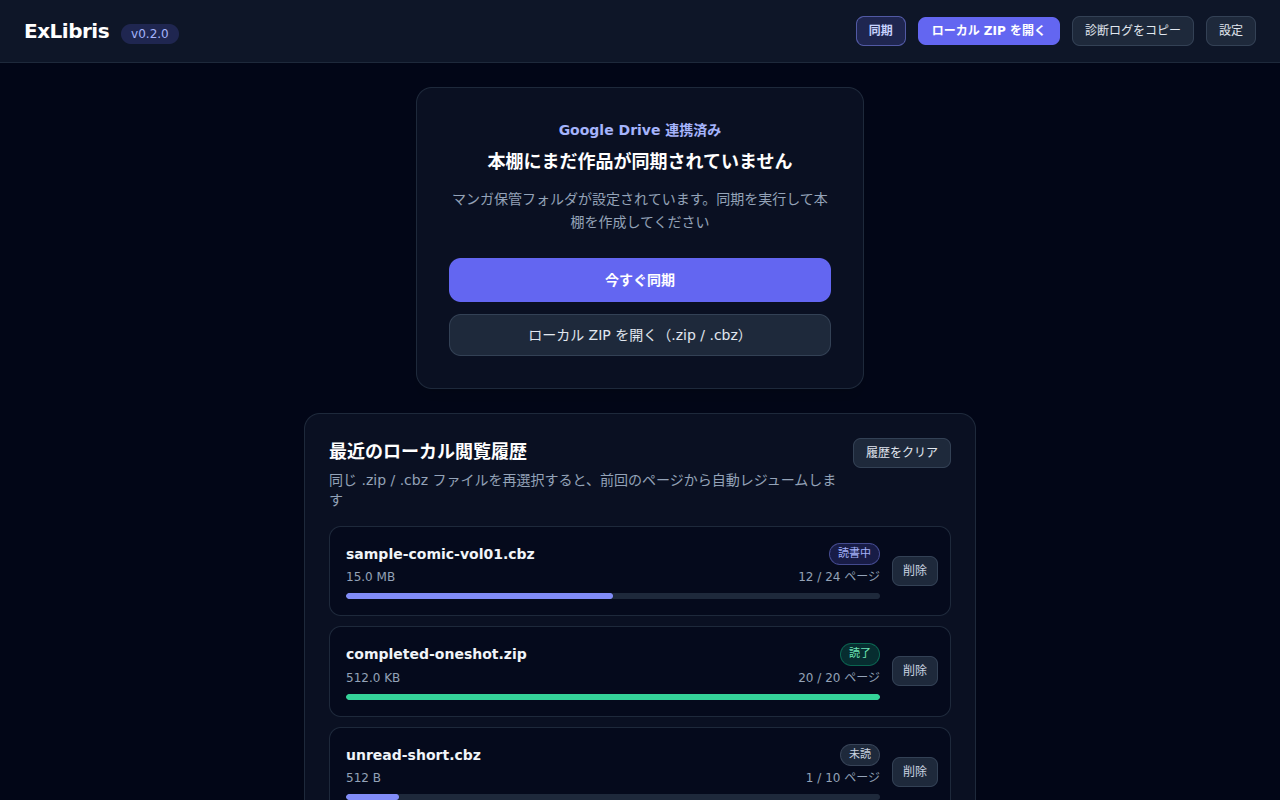 ExLibris v0.2.0 同期 ローカル ZIP を開く 診断ログをコピー 設定
Google Drive 連携済み
本棚にまだ作品が同期されていません
マンガ保管フォルダが設定されています。同期を実行して本
棚を作成してください
今すぐ同期
ローカル ZIP を開く（.zip / .cbz）
最近のローカル閲覧履歴 履歴をクリア
同じ .zip / .cbz ファイルを再選択すると、前回のページから自動レジュームしま
す
sample-comic-vol01.cbz 読書中
15.0 MB 12 / 24 ページ 削除
completed-oneshot.zip 読了
512.0 KB 20 / 20 ページ 削除
unread-short.cbz 未読
512 B 1 / 10 ページ 削除